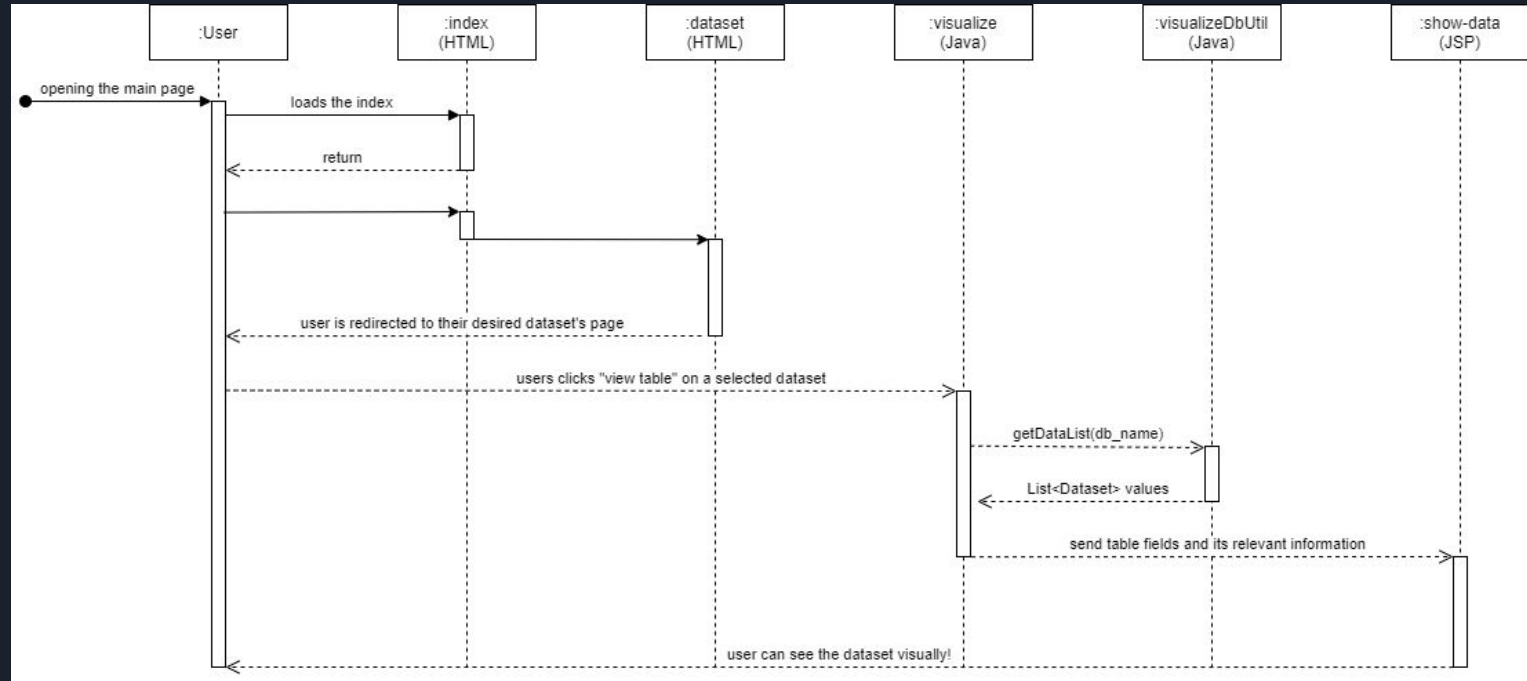 :User
:index
(HTML)
:dataset
(HTML)
:visualize
(Java)
:visualizeDbUtil
(Java)
:show-data
(JSP)
opening the main page
loads the index
return
user is redirected to their desired dataset's page
users clicks "view table" on a selected dataset
getDataList(db_name)
List<Dataset> values
send table fields and its relevant information
user can see the dataset visually!